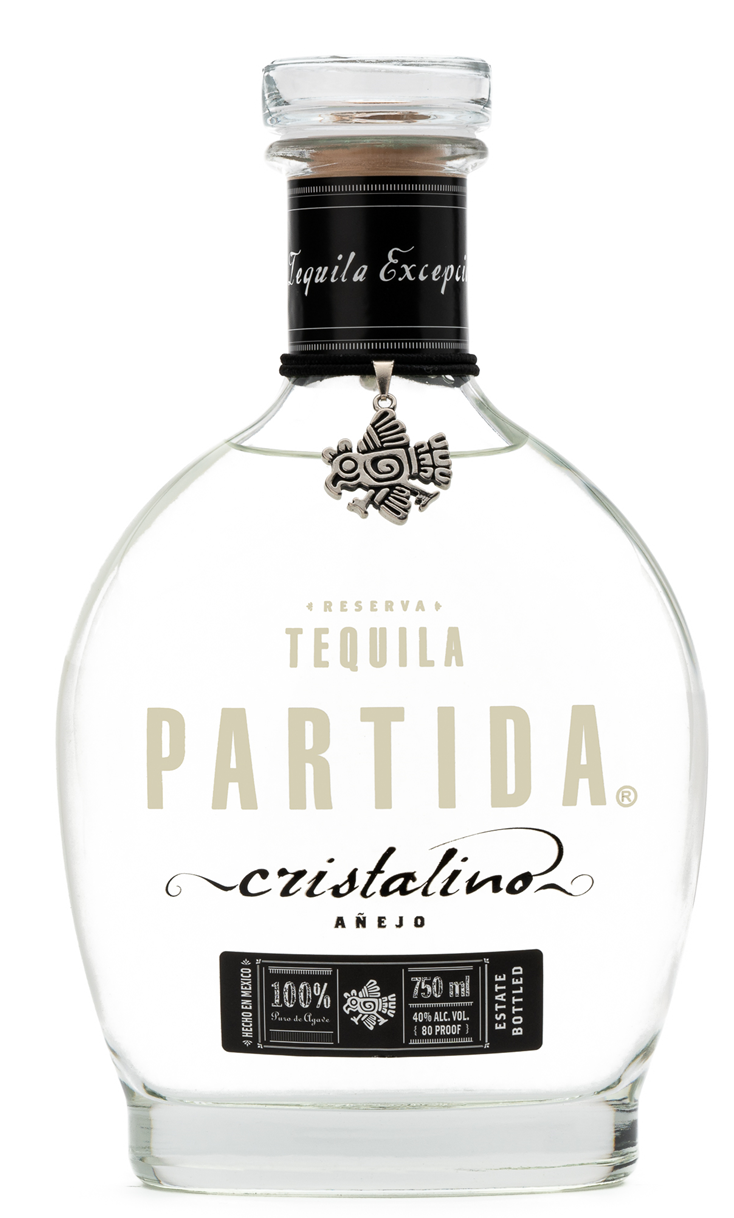 Tequila
RESERVA
TEQUILA
PARTIDA®
cristalino
AÑEJO
HECHO EN MEXICO
100%
Puro de Agave
750 ml
40% ALC. VOL.
{ 80 PROOF }
ESTATE
BOTTLED